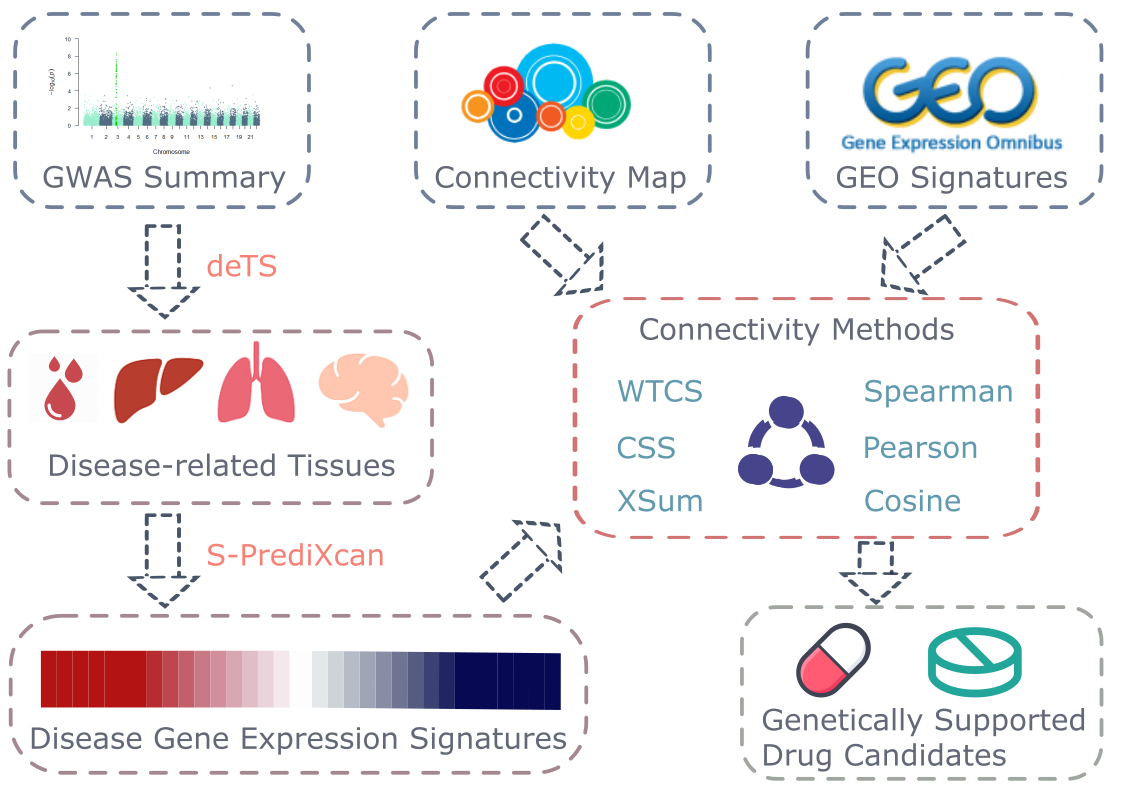 10
8
6
4
2
0
−log₁₀(p)
1 2 3 4 5 6 7 8 9 11 13 15 17 19 21
Chromosome
GWAS Summary
Connectivity Map
GEO
Gene Expression Omnibus
GEO Signatures
deTS
Disease-related Tissues
Connectivity Methods
WTCS
Spearman
CSS
Pearson
XSum
Cosine
S-PrediXcan
Disease Gene Expression Signatures
Genetically Supported
Drug Candidates